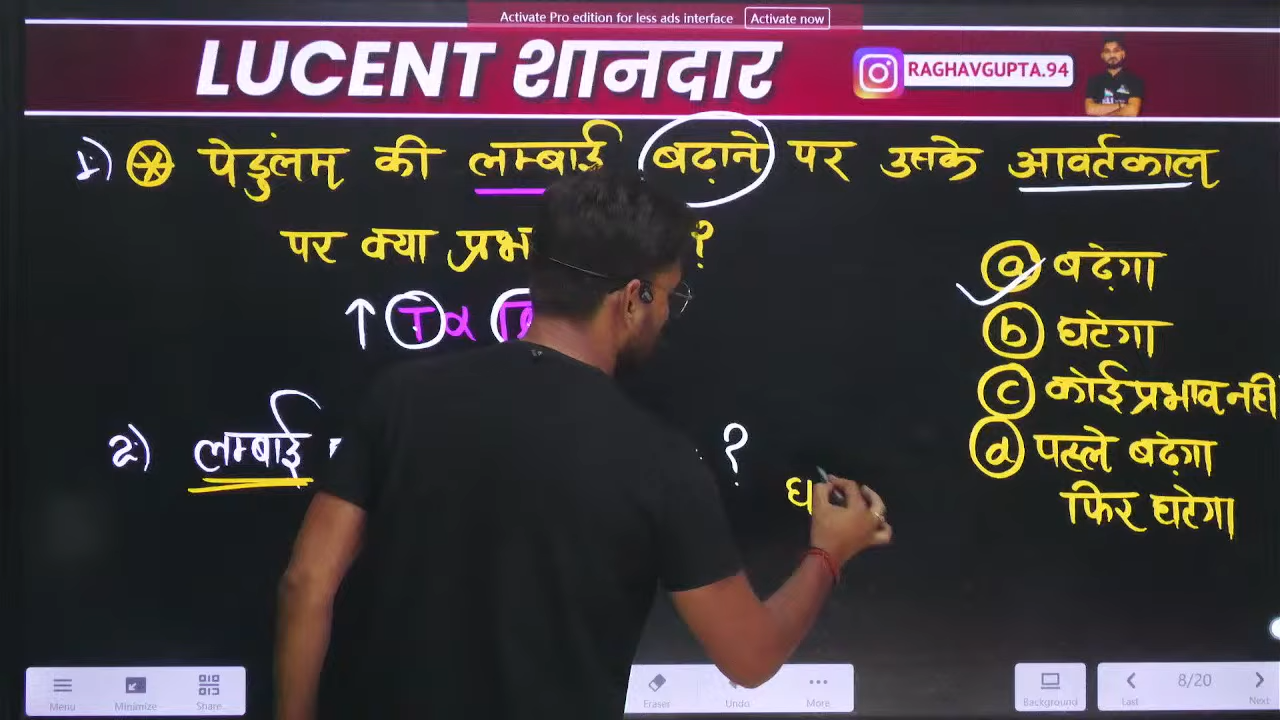 Activate Pro edition for less ads interface Activate now
LUCENT शानदार
RAGHAVGUPTA.94
1) पेडुलम की लम्बाई बढ़ाने पर उसके आवर्तकाल
पर क्या ?
↑ T ∝
ⓐ बढ़ेगा
ⓑ घटेगा
ⓒ कोई प्रभाव नही
ⓓ पहले बढ़ेगा
फिर घटेगा
2) लम्बाई ?
घ
Menu Minimize Share Eraser Undo More Background Last 8/20 Next